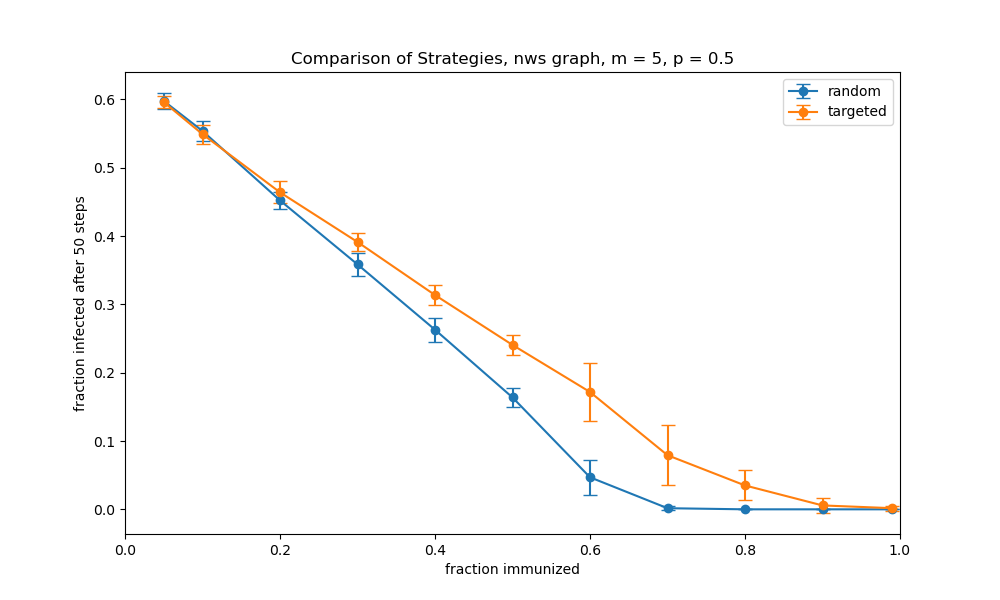 Comparison of Strategies, nws graph, m = 5, p = 0.5
random
targeted
fraction infected after 50 steps
0.6
0.5
0.4
0.3
0.2
0.1
0.0
0.0 0.2 0.4 0.6 0.8 1.0
fraction immunized